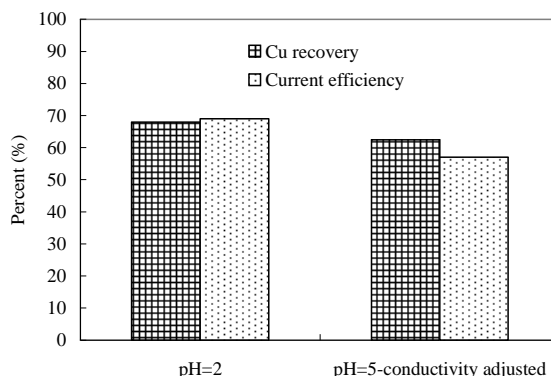 100
90
80
70
60
50
40
30
20
10
0
Percent (%)
Cu recovery
Current efficiency
pH=2
pH=5-conductivity adjusted